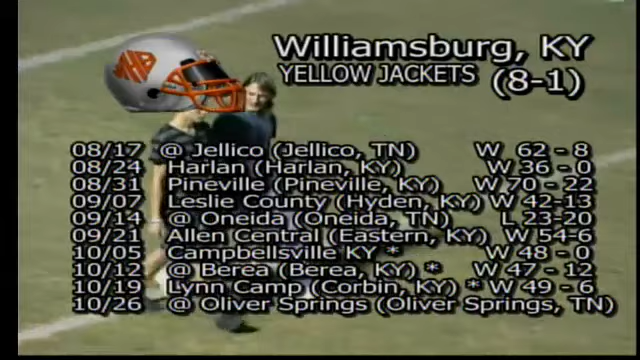 Williamsburg, KY
YELLOW JACKETS (8-1)
08/17 @ Jellico (Jellico, TN) W 62 - 8
08/24 Harlan (Harlan, KY) W 36 - 0
08/31 Pineville (Pineville, KY) W 70 - 22
09/07 Leslie County (Hyden, KY) W 42-13
09/14 @ Oneida (Oneida, TN) L 23-20
09/21 Allen Central (Eastern, KY) W 54-6
10/05 Campbellsville KY * W 48 - 0
10/12 @ Berea (Berea, KY) * W 47 - 12
10/19 Lynn Camp (Corbin, KY) * W 49 - 6
10/26 @ Oliver Springs (Oliver Springs, TN)